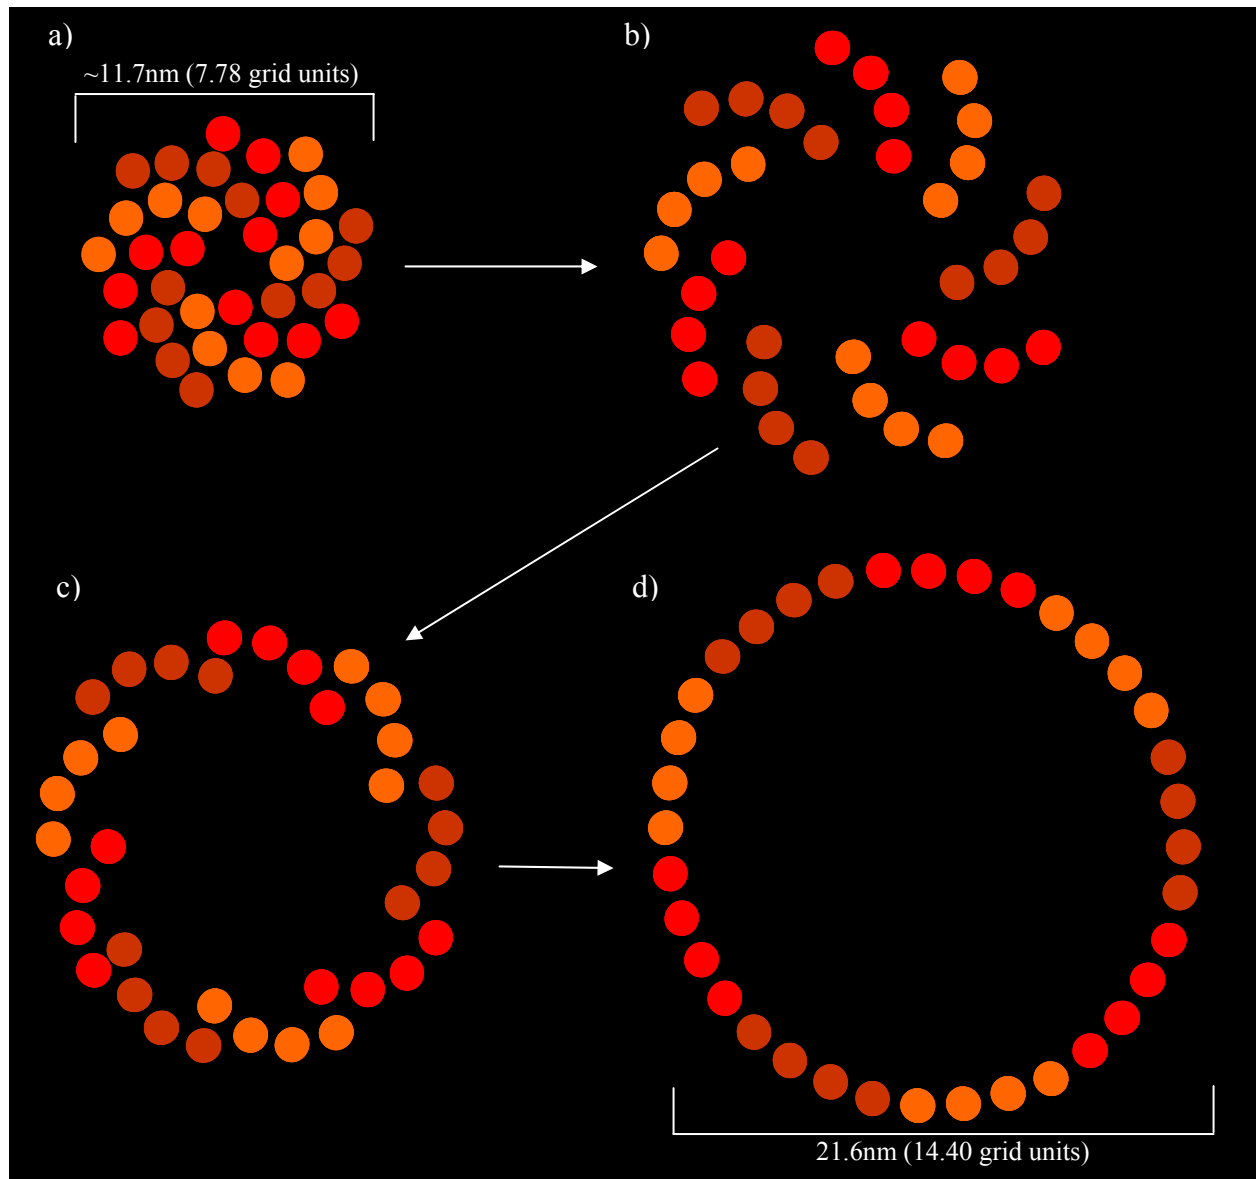 a)
~11.7nm (7.78 grid units)
b)
c)
d)
21.6nm (14.40 grid units)